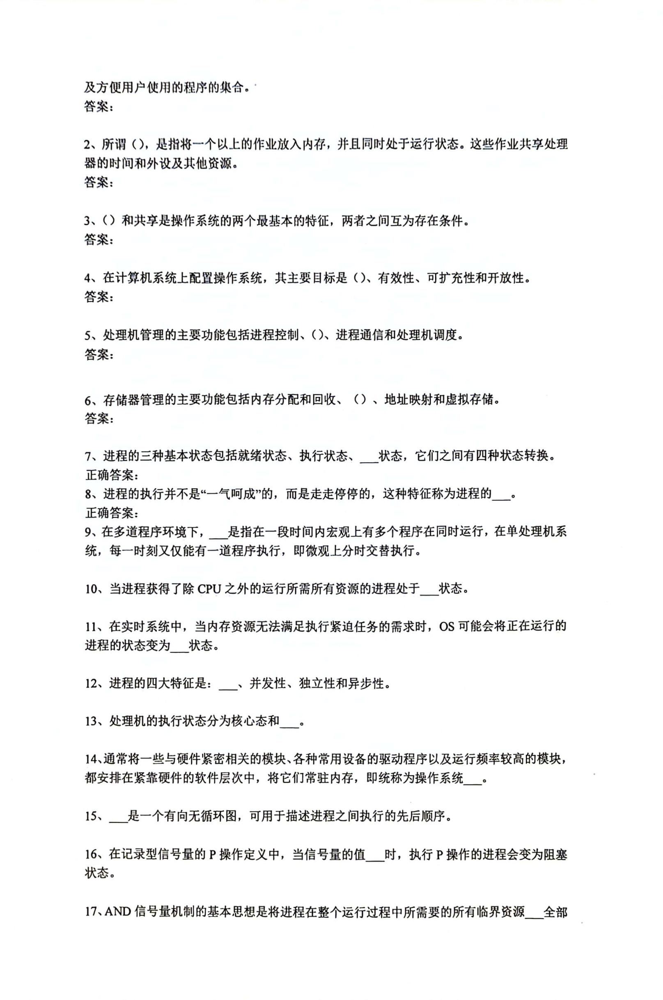 及方便用户使用的程序的集合。
答案：
2、所谓（），是指将一个以上的作业放入内存，并且同时处于运行状态。这些作业共享处理
器的时间和外设及其他资源。
答案：
3、（）和共享是操作系统的两个最基本的特征，两者之间互为存在条件。
答案：
4、在计算机系统上配置操作系统，其主要目标是（）、有效性、可扩充性和开放性。
答案：
5、处理机管理的主要功能包括进程控制、（）、进程通信和处理机调度。
答案：
6、存储器管理的主要功能包括内存分配和回收、（）、地址映射和虚拟存储。
答案：
7、进程的三种基本状态包括就绪状态、执行状态、___状态，它们之间有四种状态转换。
正确答案：
8、进程的执行并不是“一气呵成”的，而是走走停停的，这种特征称为进程的___。
正确答案：
9、在多道程序环境下，___是指在一段时间内宏观上有多个程序在同时运行，在单处理机系
统，每一时刻又仅能有一道程序执行，即微观上分时交替执行。
10、当进程获得了除 CPU 之外的运行所需所有资源的进程处于___状态。
11、在实时系统中，当内存资源无法满足执行紧迫任务的需求时，OS 可能会将正在运行的
进程的状态变为___状态。
12、进程的四大特征是：___、并发性、独立性和异步性。
13、处理机的执行状态分为核心态和___。
14、通常将一些与硬件紧密相关的模块、各种常用设备的驱动程序以及运行频率较高的模块，
都安排在紧靠硬件的软件层次中，将它们常驻内存，即统称为操作系统___。
15、___是一个有向无循环图，可用于描述进程之间执行的先后顺序。
16、在记录型信号量的 P 操作定义中，当信号量的值___时，执行 P 操作的进程会变为阻塞
状态。
17、AND 信号量机制的基本思想是将进程在整个运行过程中所需要的所有临界资源___全部